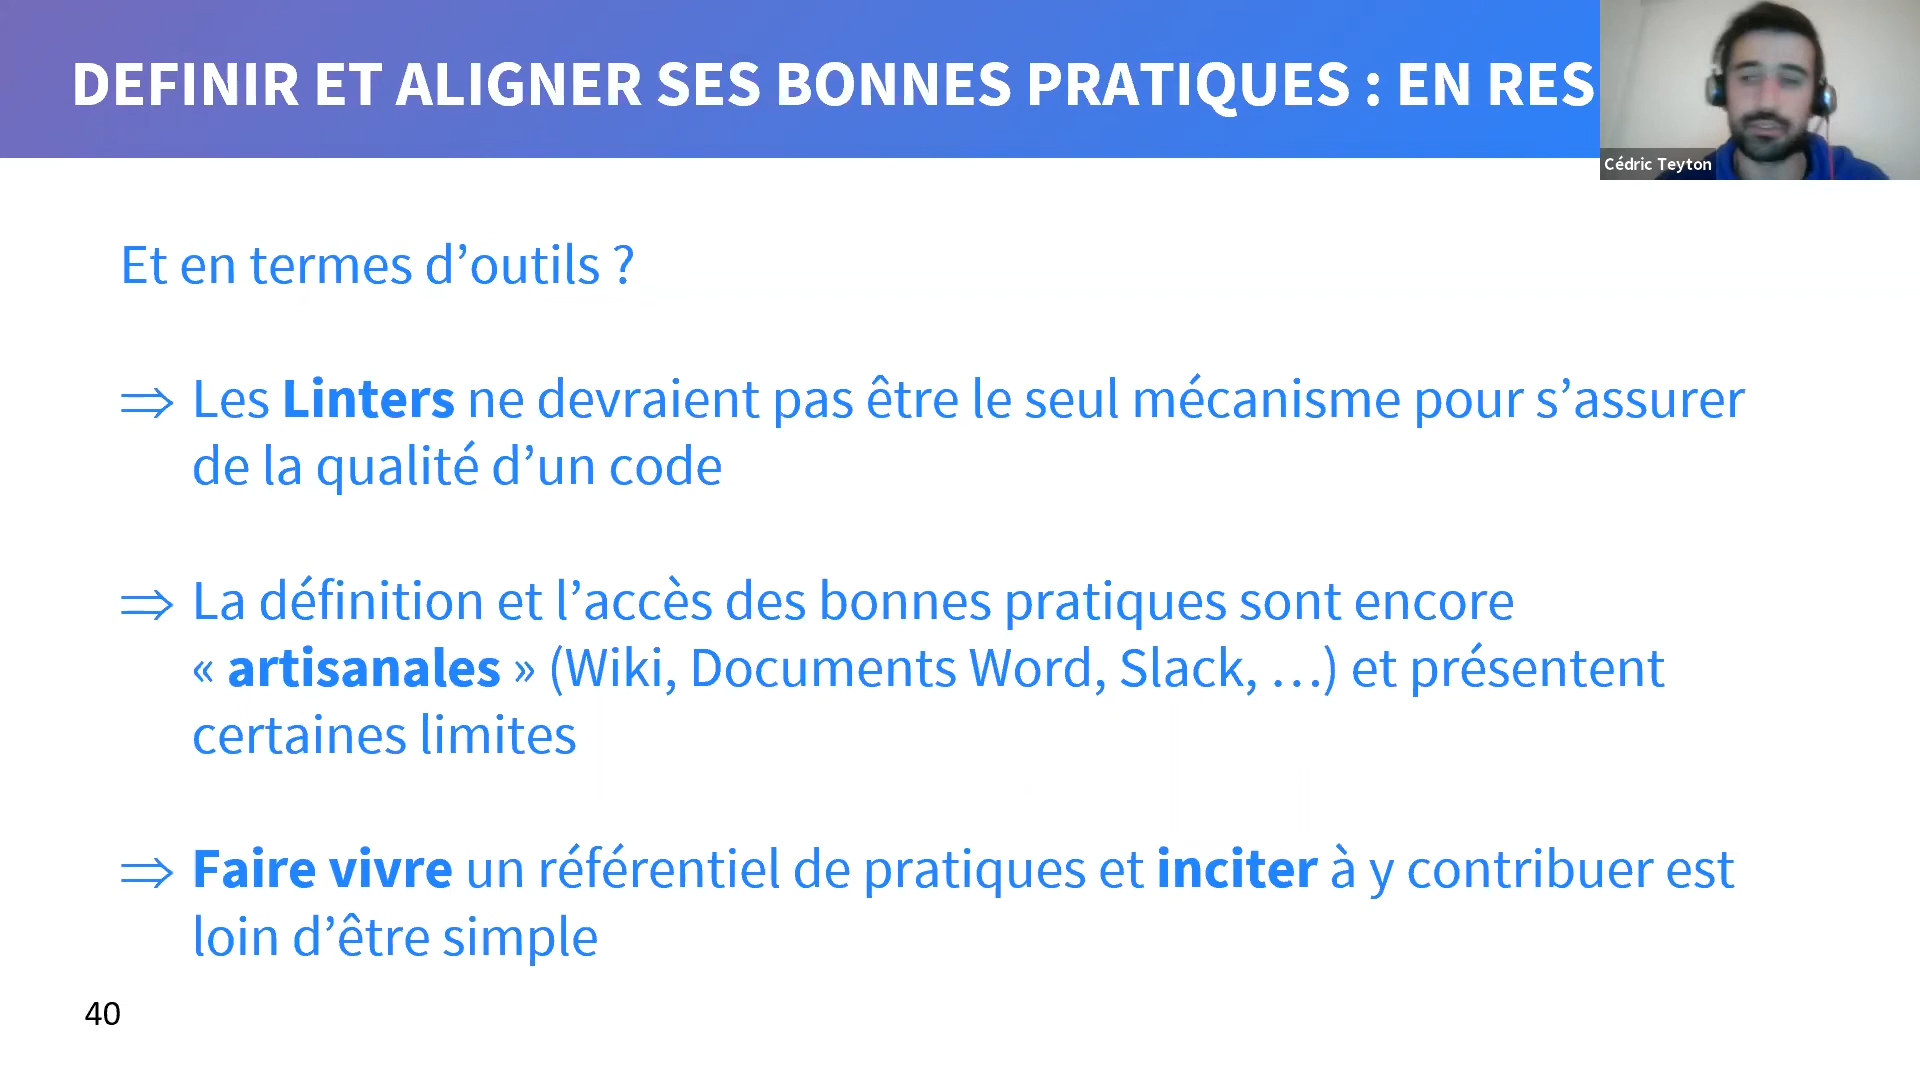 DEFINIR ET ALIGNER SES BONNES PRATIQUES : EN RES
Cédric Teyton
Et en termes d’outils ?
⇒ Les Linters ne devraient pas être le seul mécanisme pour s’assurer
de la qualité d’un code
⇒ La définition et l’accès des bonnes pratiques sont encore
« artisanales » (Wiki, Documents Word, Slack, …) et présentent
certaines limites
⇒ Faire vivre un référentiel de pratiques et inciter à y contribuer est
loin d’être simple
40